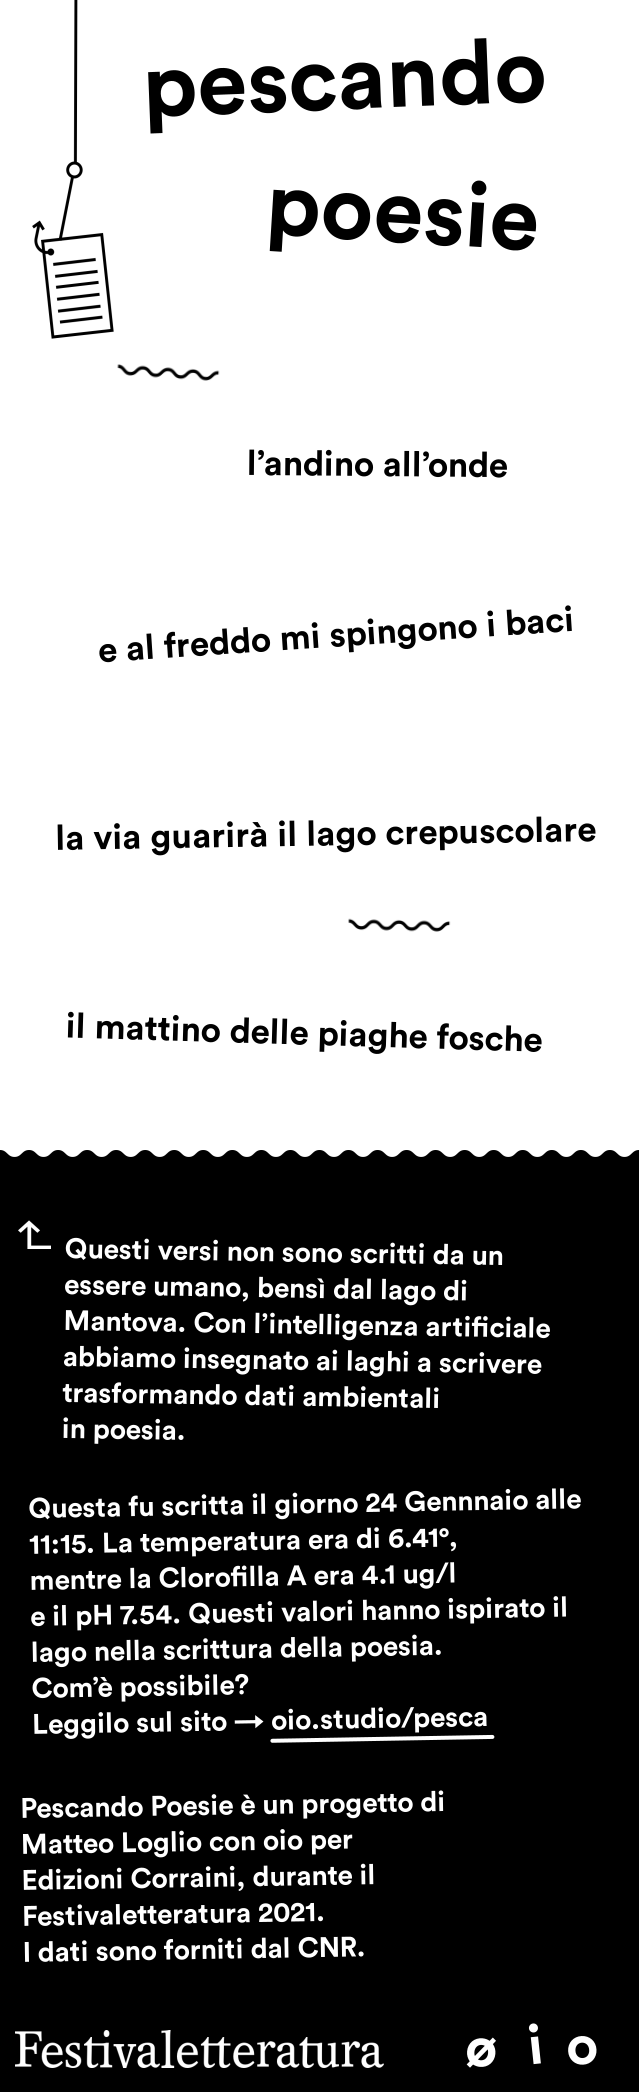 pescando
poesie
l’andino all’onde
e al freddo mi spingono i baci
la via guarirà il lago crepuscolare
il mattino delle piaghe fosche
Questi versi non sono scritti da un
essere umano, bensì dal lago di
Mantova. Con l’intelligenza artificiale
abbiamo insegnato ai laghi a scrivere
trasformando dati ambientali
in poesia.
Questa fu scritta il giorno 24 Gennnaio alle
11:15. La temperatura era di 6.41°,
mentre la Clorofilla A era 4.1 ug/l
e il pH 7.54. Questi valori hanno ispirato il
lago nella scrittura della poesia.
Com’è possibile?
Leggilo sul sito → oio.studio/pesca
Pescando Poesie è un progetto di
Matteo Loglio con oio per
Edizioni Corraini, durante il
Festivaletteratura 2021.
I dati sono forniti dal CNR.
Festivaletteratura ø i o